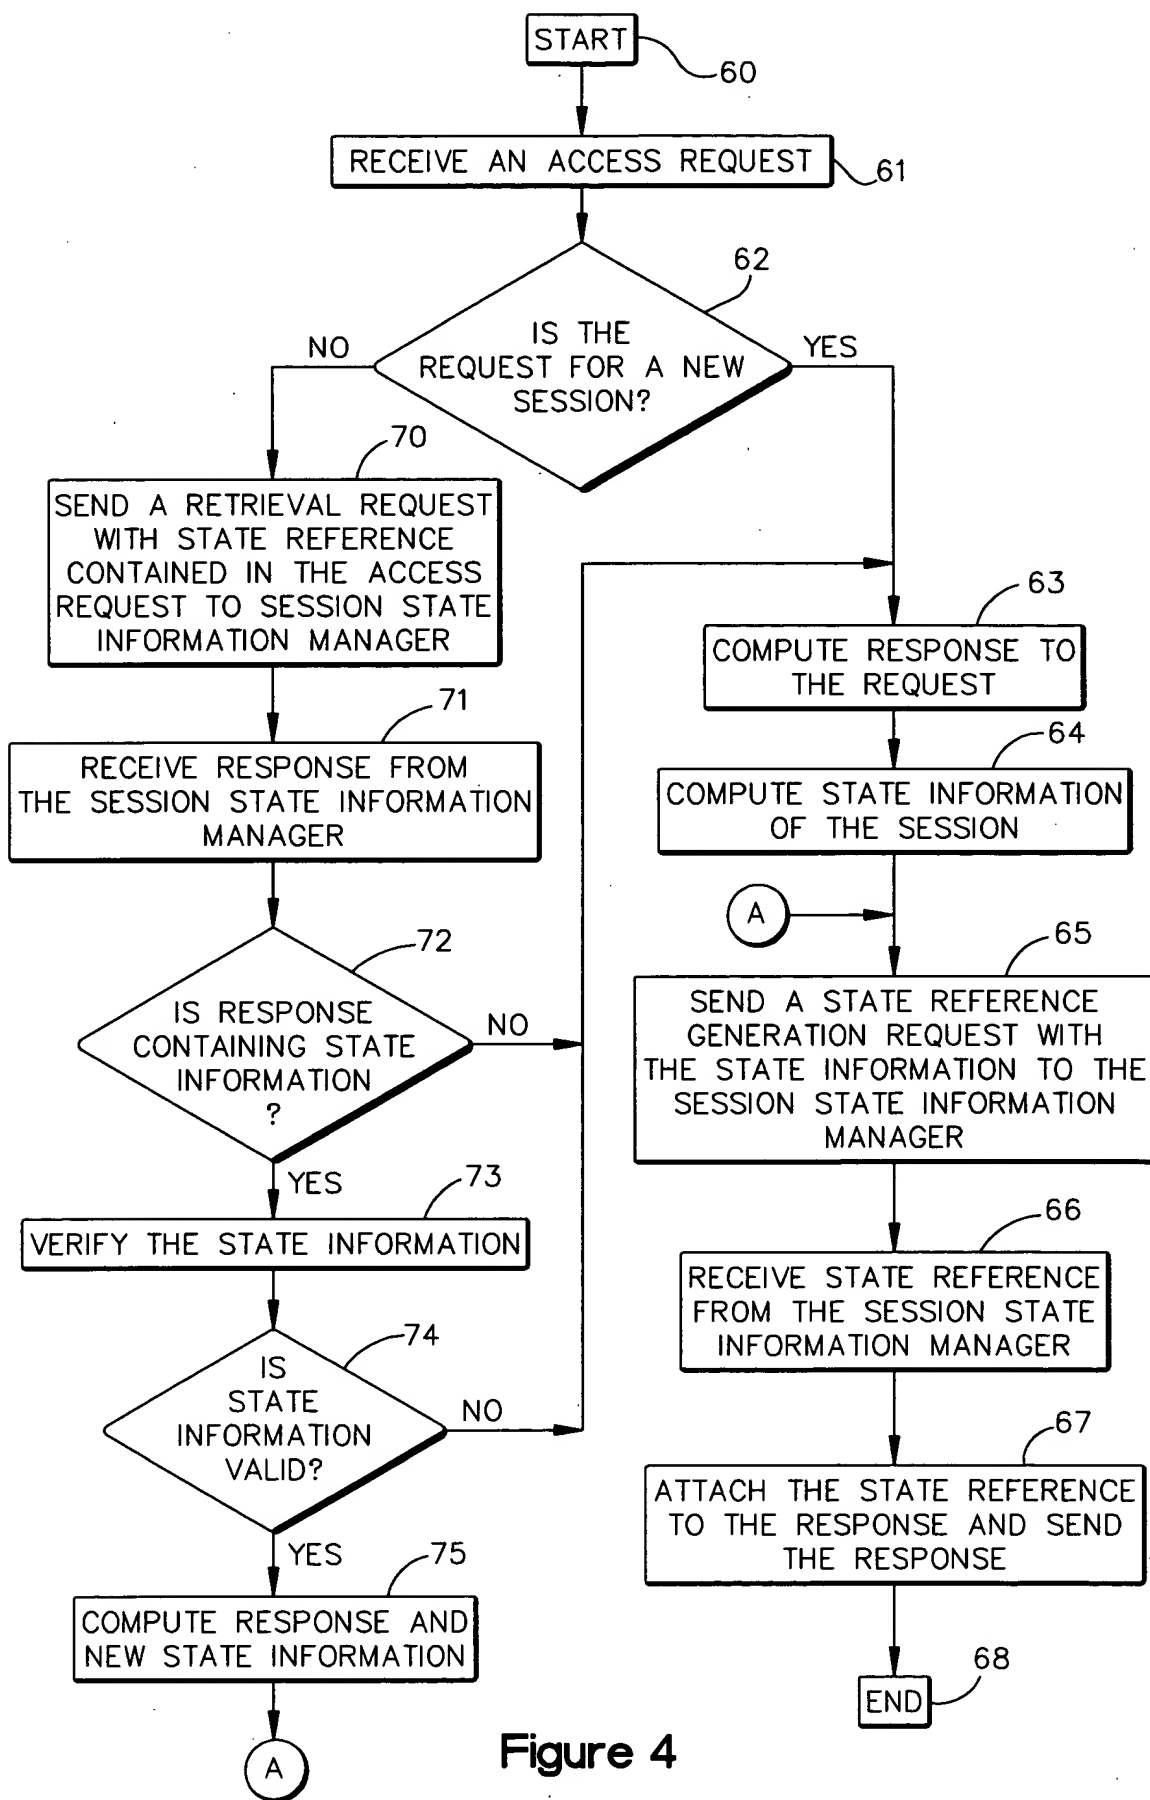 START
60
RECEIVE AN ACCESS REQUEST
61
62
IS THE
REQUEST FOR A NEW
SESSION?
NO
YES
70
SEND A RETRIEVAL REQUEST
WITH STATE REFERENCE
CONTAINED IN THE ACCESS
REQUEST TO SESSION STATE
INFORMATION MANAGER
71
RECEIVE RESPONSE FROM
THE SESSION STATE INFORMATION
MANAGER
72
IS RESPONSE
CONTAINING STATE
INFORMATION
?
NO
YES
73
VERIFY THE STATE INFORMATION
74
IS
STATE
INFORMATION
VALID?
NO
YES
75
COMPUTE RESPONSE AND
NEW STATE INFORMATION
A
63
COMPUTE RESPONSE TO
THE REQUEST
64
COMPUTE STATE INFORMATION
OF THE SESSION
A
65
SEND A STATE REFERENCE
GENERATION REQUEST WITH
THE STATE INFORMATION TO THE
SESSION STATE INFORMATION
MANAGER
66
RECEIVE STATE REFERENCE
FROM THE SESSION STATE
INFORMATION MANAGER
67
ATTACH THE STATE REFERENCE
TO THE RESPONSE AND SEND
THE RESPONSE
68
END
Figure 4